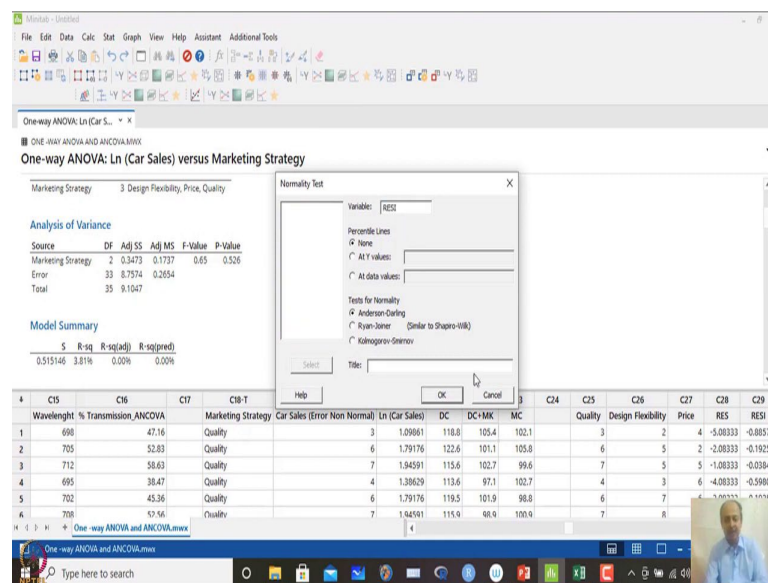 Minitab - Untitled
File Edit Data Calc Stat Graph View Help Assistant Additional Tools
One-way ANOVA: Ln (Car S...
ONE -WAY ANOVA AND ANCOVA.MWX
One-way ANOVA: Ln (Car Sales) versus Marketing Strategy
Marketing Strategy 3 Design Flexibility, Price, Quality
Analysis of Variance
Source DF Adj SS Adj MS F-Value P-Value
Marketing Strategy 2 0.3473 0.1737 0.65 0.526
Error 33 8.7574 0.2654
Total 35 9.1047
Model Summary
S R-sq R-sq(adj) R-sq(pred)
0.515146 3.81% 0.00% 0.00%
Normality Test
Variable: RESI
Percentile Lines
None
At Y values:
At data values:
Tests for Normality
Anderson-Darling
Ryan-Joiner (Similar to Shapiro-Wilk)
Kolmogorov-Smirnov
Select Title:
Help OK Cancel
C15 C16 C17 C18-T 3 C24 C25 C26 C27 C28 C29
Wavelenght % Transmission_ANCOVA Marketing Strategy Car Sales (Error Non Normal) Ln (Car Sales) DC DC+MK MC Quality Design Flexibility Price RES RESI
1 698 47.16 Quality 3 1.09861 118.8 105.4 102.1 3 2 4 -5.08333 -0.885
2 705 52.83 Quality 6 1.79176 122.6 101.1 105.8 6 5 2 -2.08333 -0.192
3 712 58.63 Quality 7 1.94591 115.6 102.7 99.6 7 5 5 -1.08333 -0.038
4 695 38.47 Quality 4 1.38629 113.6 97.1 102.7 4 3 6 -4.08333 -0.598
5 702 45.36 Quality 6 1.79176 119.5 101.9 98.8 6 7
6 708 52.56 Quality 7 1.94591 115.9 98.9 100.9 7 8
One -way ANOVA and ANCOVA.mwx
One -way ANOVA and ANCOVA.mwx
Type here to search